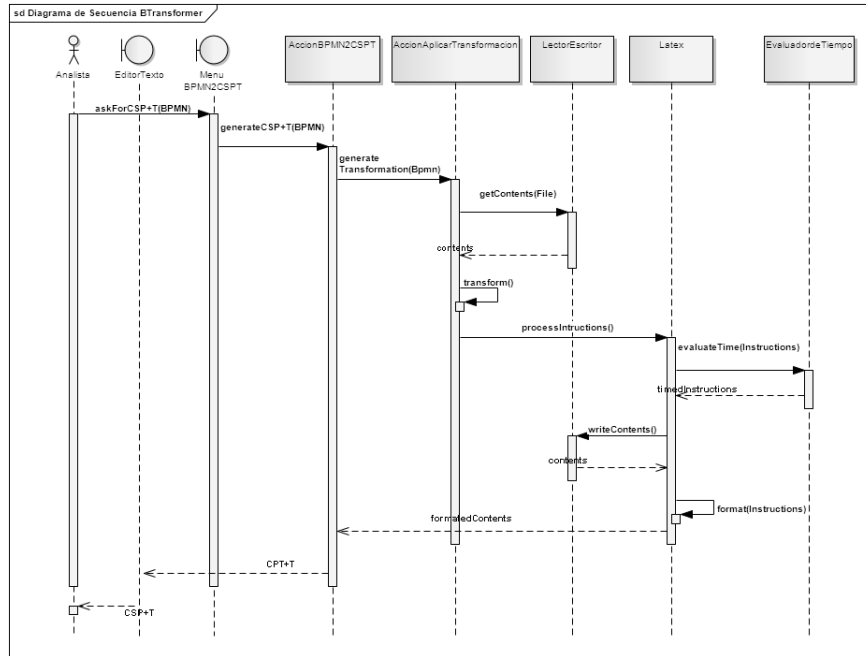 sd Diagrama de Secuencia BTransformer
Analista
EditorTexto
Menu
BPMN2CSPT
AccionBPMN2CSPT
AccionAplicarTransformacion
LectorEscritor
Latex
EvaluadordeTiempo
askForCSP+T(BPMN)
generateCSP+T(BPMN)
generate
Transformation(Bpmn)
getContents(File)
contents
transform()
processIntructions()
evaluateTime(Instructions)
timedInstructions
writeContents()
contents
format(Instructions)
formatedContents
CPT+T
CSP+T